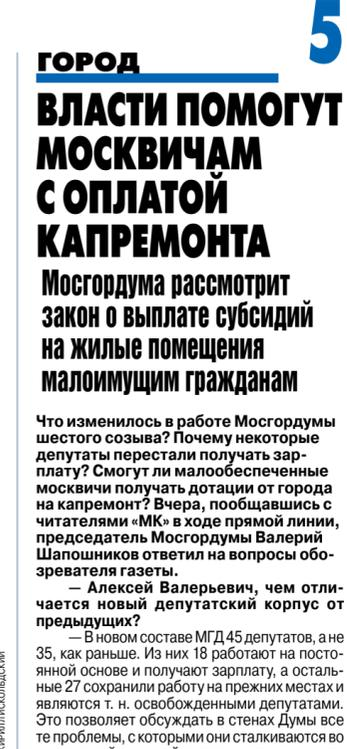 5
ГОРОД
ВЛАСТИ ПОМОГУТ
МОСКВИЧАМ
С ОПЛАТОЙ
КАПРЕМОНТА
Мосгордума рассмотрит
закон о выплате субсидий
на жилые помещения
малоимущим гражданам
Что изменилось в работе Мосгордумы
шестого созыва? Почему некоторые
депутаты перестали получать зар-
плату? Смогут ли малообеспеченные
москвичи получать дотации от города
на капремонт? Вчера, пообщавшись с
читателями «МК» в ходе прямой линии,
председатель Мосгордумы Валерий
Шапошников ответил на вопросы обо-
зревателя газеты.
— Алексей Валерьевич, чем отли-
чается новый депутатский корпус от
предыдущих?
— В новом составе МГД 45 депутатов, а не
35, как раньше. Из них 18 работают на посто-
янной основе и получают зарплату, а осталь-
ные 27 сохранили работу на прежних местах и
являются т. н. освобожденными депутатами.
Это позволяет обсуждать в стенах Думы все
те проблемы, с которыми они сталкиваются во